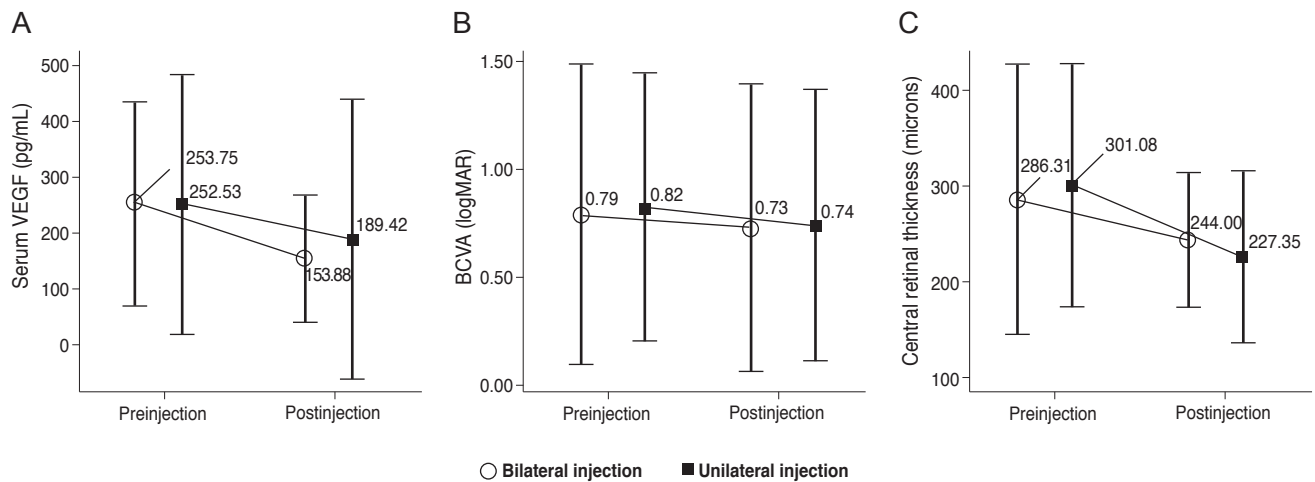 A
Serum VEGF (pg/mL)
500
400
300
200
100
0
253.75
252.53
153.88
189.42
Preinjection
Postinjection
B
BCVA (logMAR)
1.50
1.00
0.50
0.00
0.79
0.82
0.73
0.74
Preinjection
Postinjection
C
Central retinal thickness (microns)
400
300
200
100
286.31
301.08
244.00
227.35
Preinjection
Postinjection
Bilateral injection
Unilateral injection